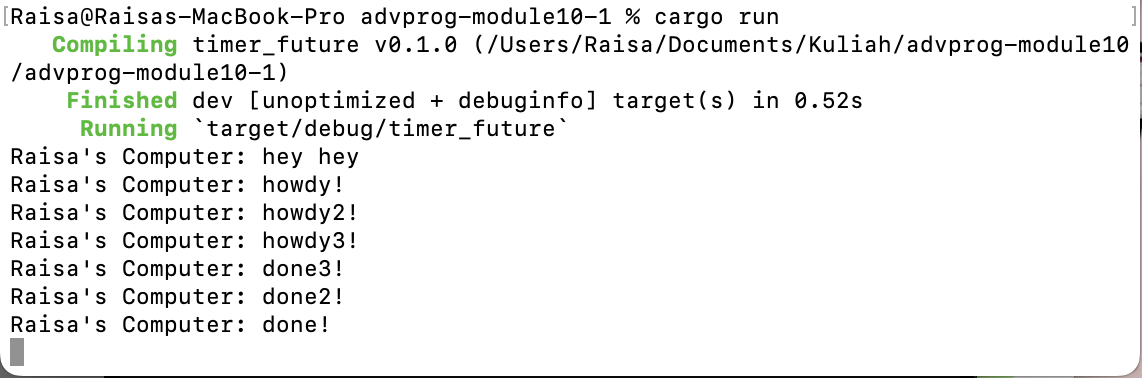 [Raisa@Raisas-MacBook-Pro advprog-module10-1 % cargo run ]
Compiling timer_future v0.1.0 (/Users/Raisa/Documents/Kuliah/advprog-module10
/advprog-module10-1)
Finished dev [unoptimized + debuginfo] target(s) in 0.52s
Running `target/debug/timer_future`
Raisa's Computer: hey hey
Raisa's Computer: howdy!
Raisa's Computer: howdy2!
Raisa's Computer: howdy3!
Raisa's Computer: done3!
Raisa's Computer: done2!
Raisa's Computer: done!